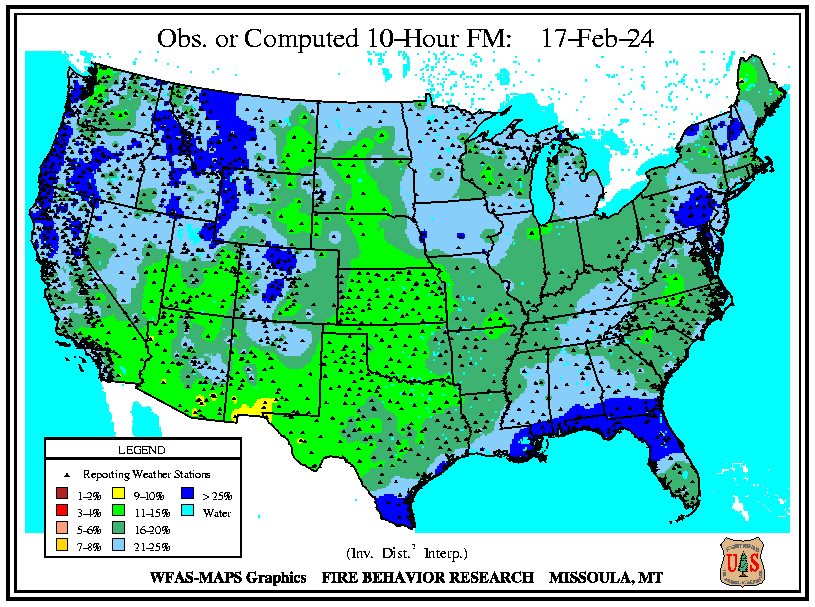 Obs. or Computed 10-Hour FM: 17-Feb-24
LEGEND
Reporting Weather Stations
1-2% 9-10% > 25%
3-4% 11-15% Water
5-6% 16-20%
7-8% 21-25%
(Inv. Dist.² Interp.)
WFAS-MAPS Graphics FIRE BEHAVIOR RESEARCH MISSOULA, MT
U S